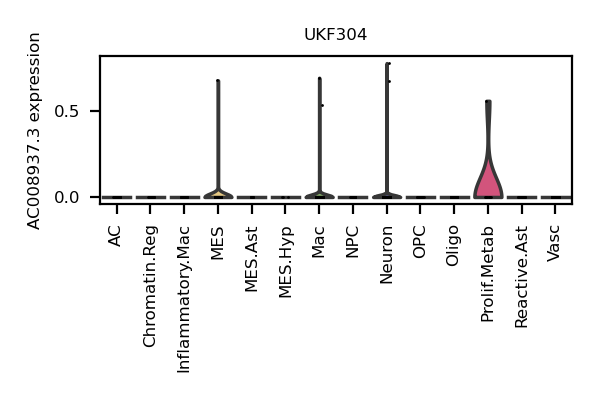 UKF304
AC008937.3 expression
0.5
0.0
AC
Chromatin.Reg
Inflammatory.Mac
MES
MES.Ast
MES.Hyp
Mac
NPC
Neuron
OPC
Oligo
Prolif.Metab
Reactive.Ast
Vasc